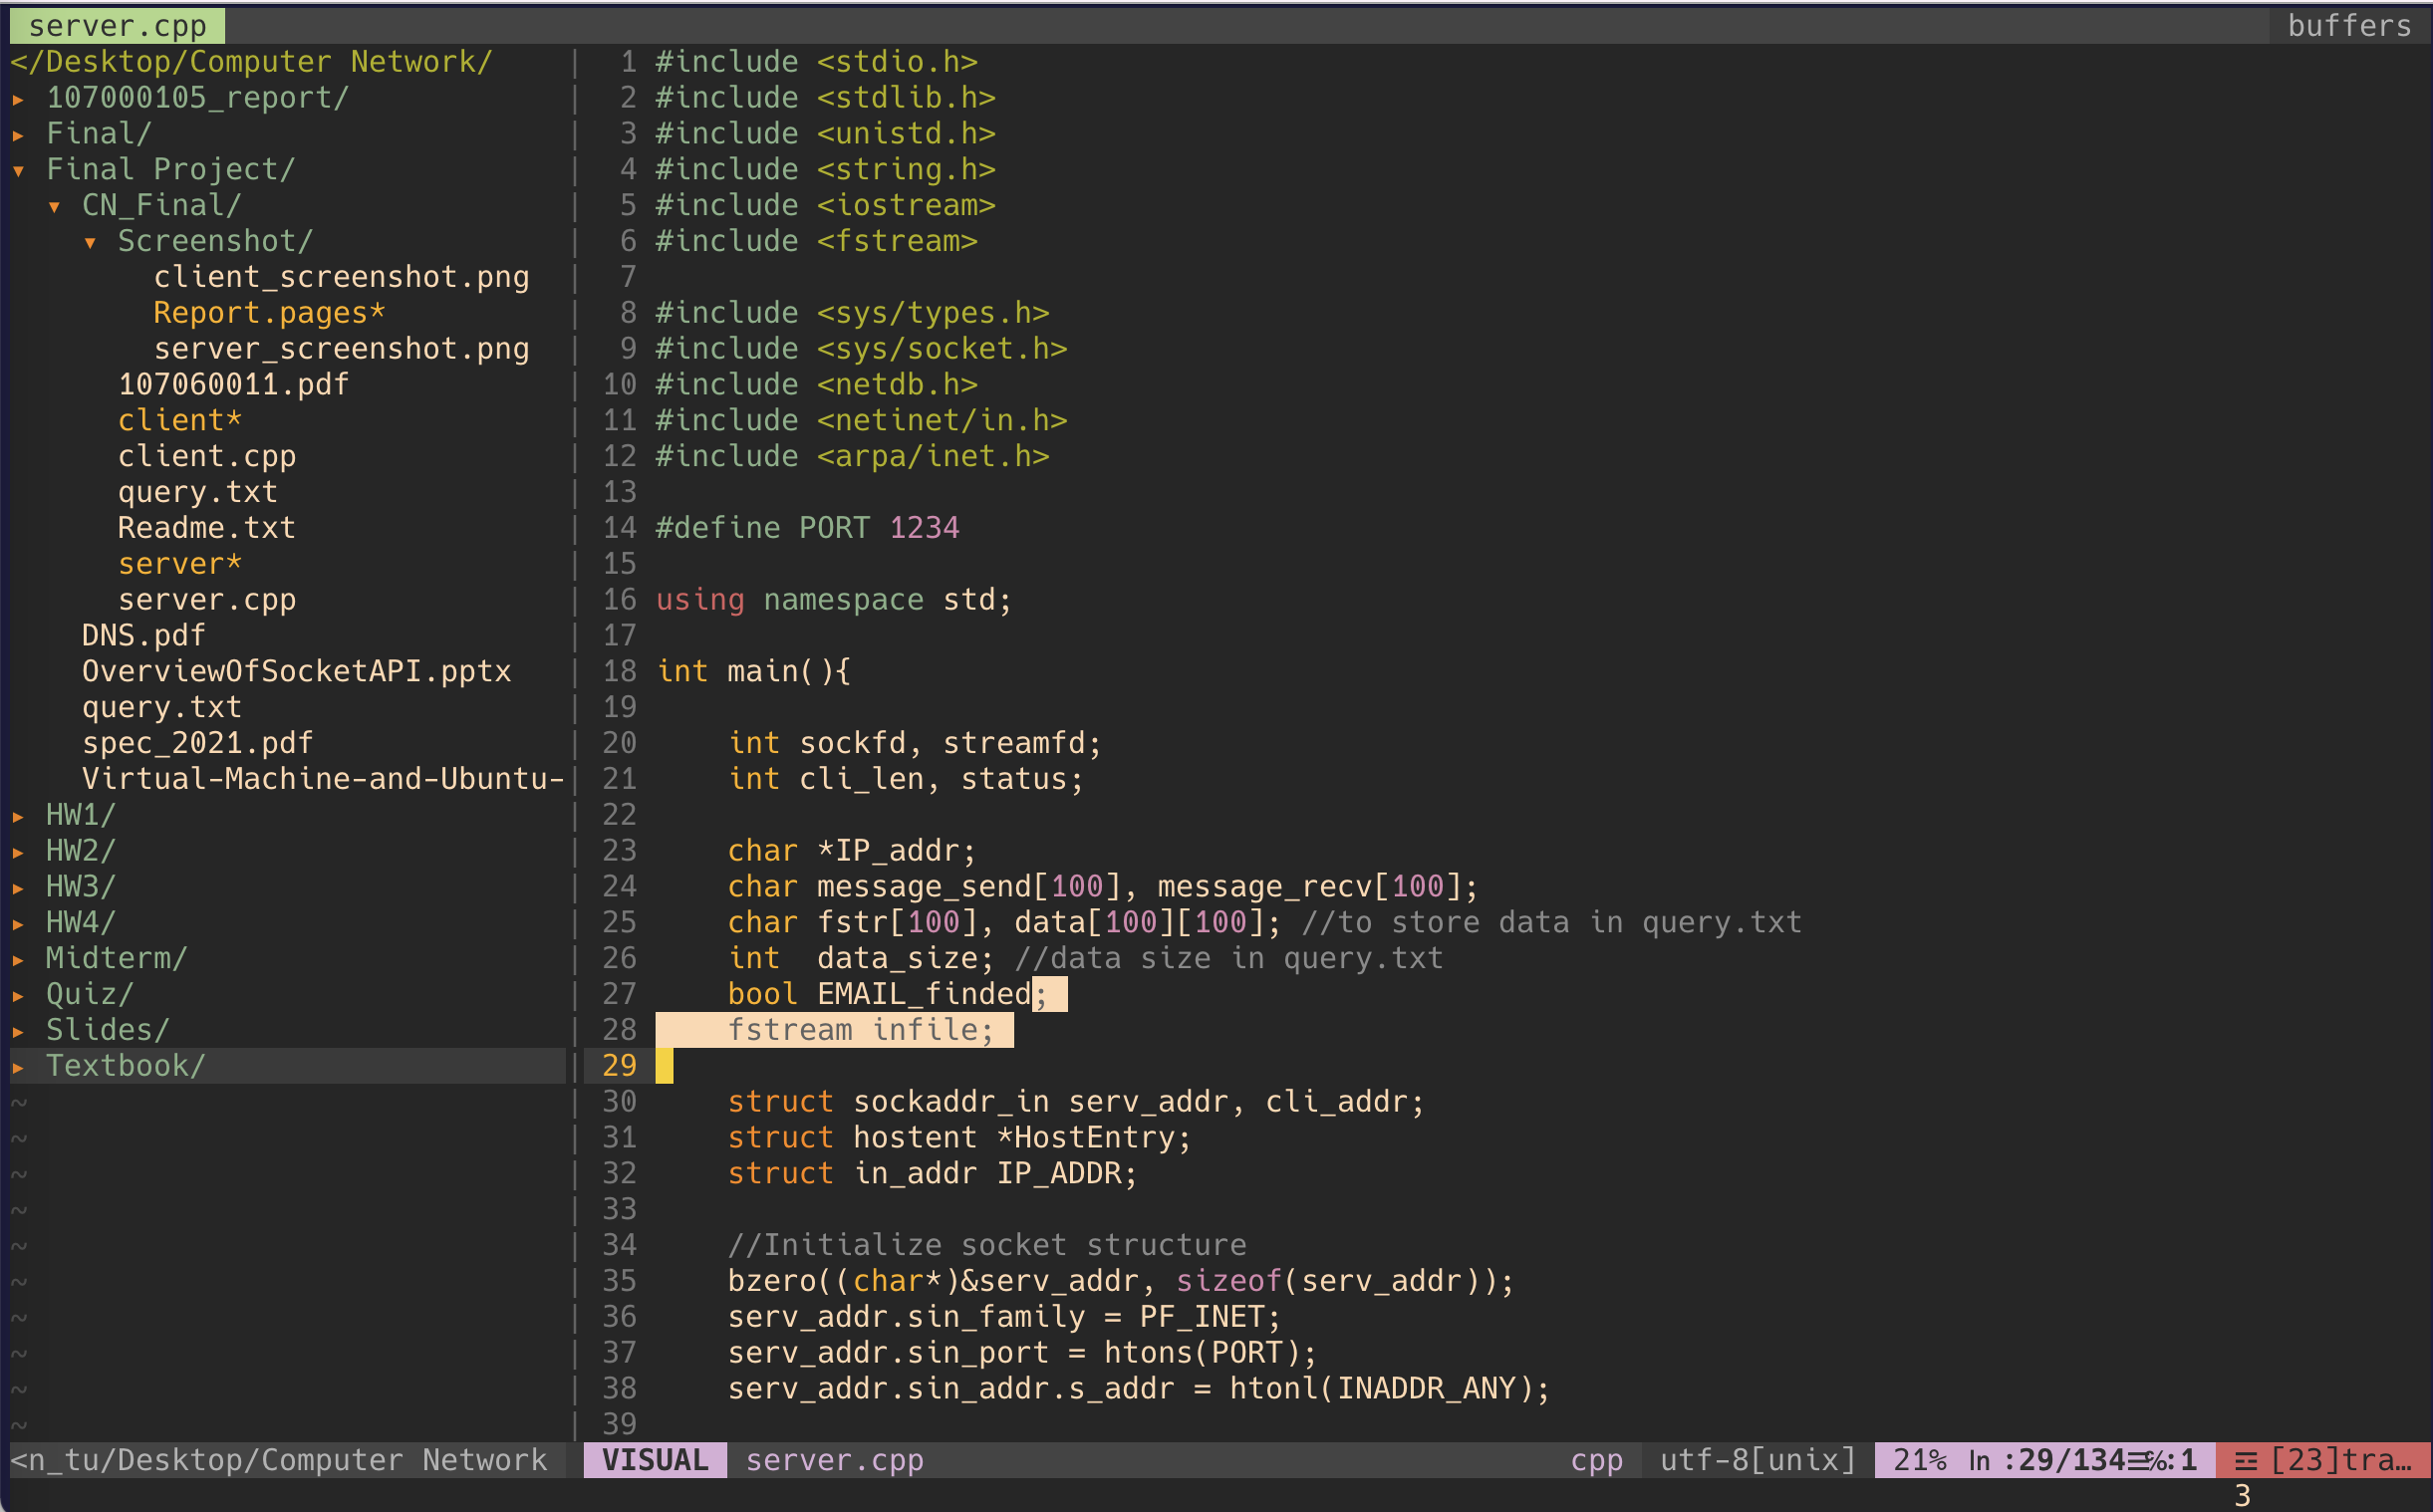 server.cpp
buffers
</Desktop/Computer Network/
▸ 107000105_report/
▸ Final/
▾ Final Project/
▾ CN_Final/
▾ Screenshot/
client_screenshot.png
Report.pages*
server_screenshot.png
107060011.pdf
client*
client.cpp
query.txt
Readme.txt
server*
server.cpp
DNS.pdf
OverviewOfSocketAPI.pptx
query.txt
spec_2021.pdf
Virtual-Machine-and-Ubuntu-
▸ HW1/
▸ HW2/
▸ HW3/
▸ HW4/
▸ Midterm/
▸ Quiz/
▸ Slides/
▸ Textbook/
~
~
~
~
~
~
~
~
~
~
1 #include <stdio.h>
2 #include <stdlib.h>
3 #include <unistd.h>
4 #include <string.h>
5 #include <iostream>
6 #include <fstream>
7
8 #include <sys/types.h>
9 #include <sys/socket.h>
10 #include <netdb.h>
11 #include <netinet/in.h>
12 #include <arpa/inet.h>
13
14 #define PORT 1234
15
16 using namespace std;
17
18 int main(){
19
20     int sockfd, streamfd;
21     int cli_len, status;
22
23     char *IP_addr;
24     char message_send[100], message_recv[100];
25     char fstr[100], data[100][100]; //to store data in query.txt
26     int  data_size; //data size in query.txt
27     bool EMAIL_finded;
28     fstream infile;
29
30     struct sockaddr_in serv_addr, cli_addr;
31     struct hostent *HostEntry;
32     struct in_addr IP_ADDR;
33
34     //Initialize socket structure
35     bzero((char*)&serv_addr, sizeof(serv_addr));
36     serv_addr.sin_family = PF_INET;
37     serv_addr.sin_port = htons(PORT);
38     serv_addr.sin_addr.s_addr = htonl(INADDR_ANY);
39
<n_tu/Desktop/Computer Network
VISUAL server.cpp
cpp utf-8[unix] 21% ln :29/134☰℅:1 ☲ [23]tra…
3